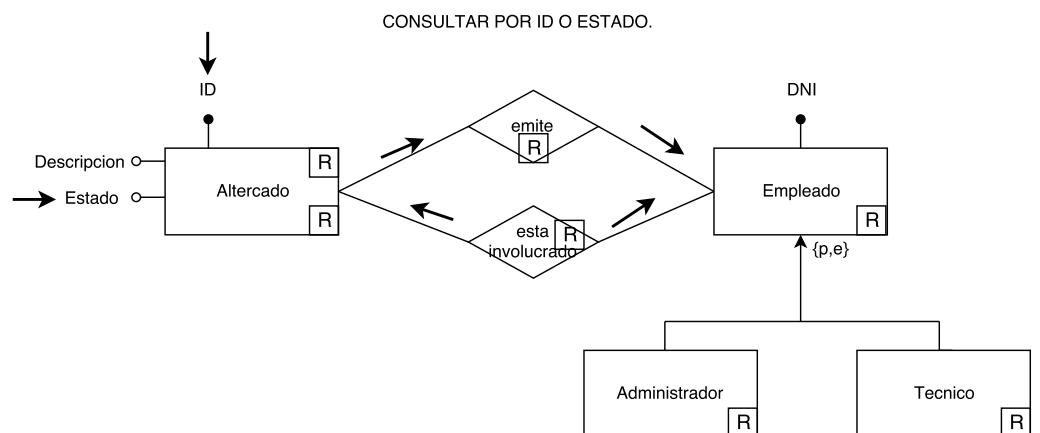 CONSULTAR POR ID O ESTADO.
ID
DNI
emite
R
Descripcion
R
Altercado
Empleado
Estado
R
R
esta
R
involucrado
{p,e}
Administrador
Tecnico
R
R